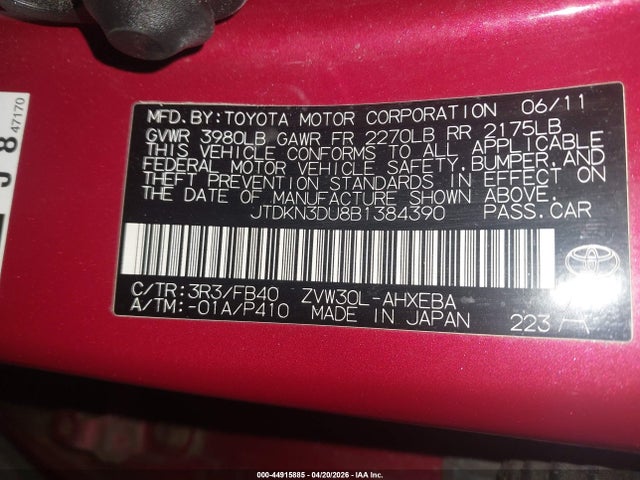 MFD. BY: TOYOTA MOTOR CORPORATION 06/11
GVWR 3980LB GAWR FR 2270LB RR 2175LB
THIS VEHICLE CONFORMS TO ALL APPLICABLE
FEDERAL MOTOR VEHICLE SAFETY, BUMPER, AND
THEFT PREVENTION STANDARDS IN EFFECT ON
THE DATE OF MANUFACTURE SHOWN ABOVE.
JTDKN3DU8B1384390 PASS. CAR
C/TR: 3R3/FB40 ZVW30L-AHXEBA
A/TM: -01A/P410 MADE IN JAPAN 223 A
J 8
47170
000-44915885 - 04/20/2026 - IAA Inc.